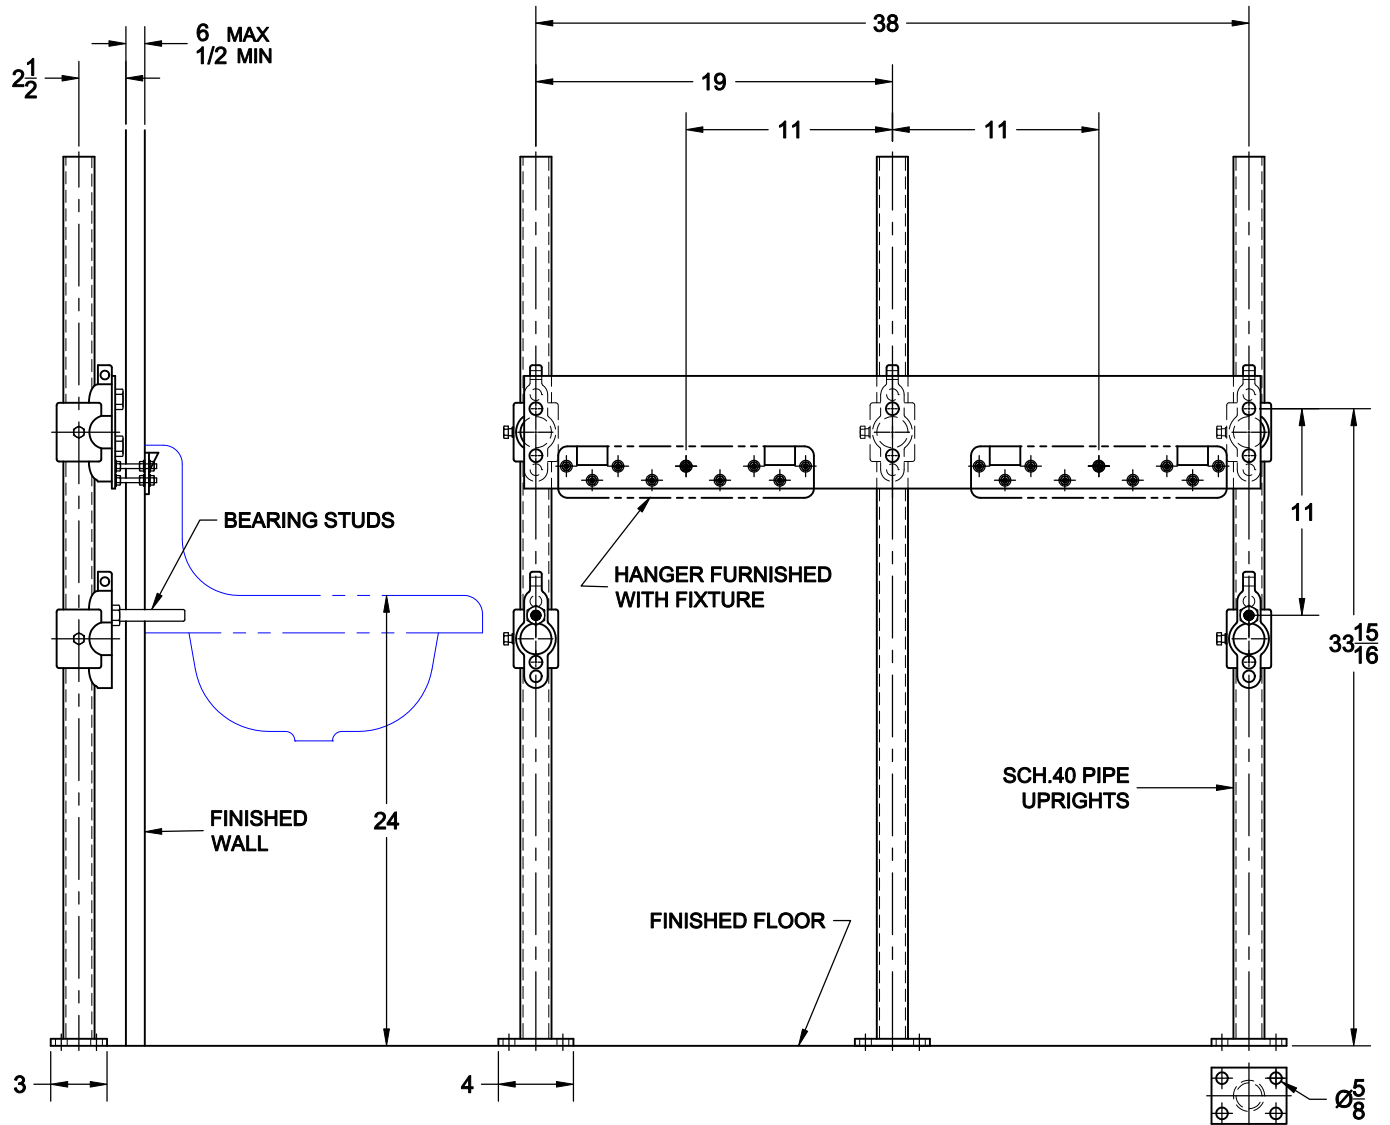 6 MAX
1/2 MIN
2 1/2
38
19
11
11
BEARING STUDS
HANGER FURNISHED
WITH FIXTURE
11
33 15/16
SCH.40 PIPE
UPRIGHTS
FINISHED
WALL
24
FINISHED FLOOR
3
4
Ø5/8